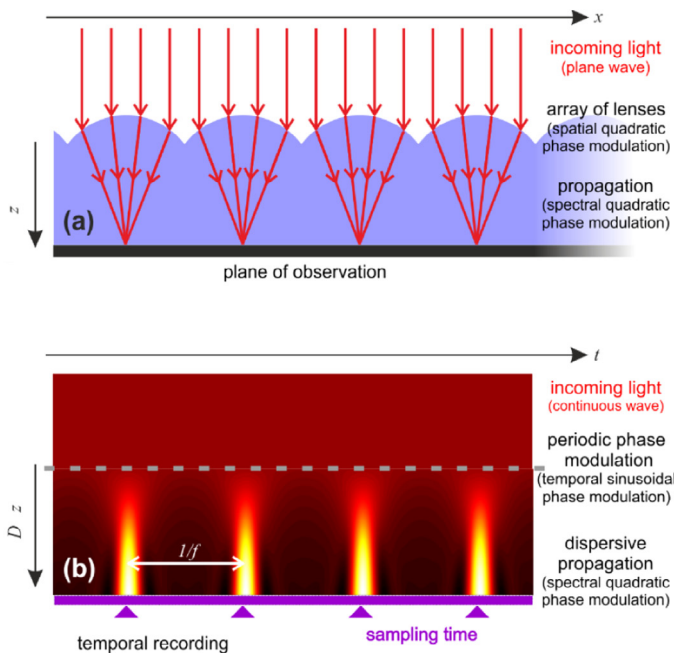 x
incoming light
(plane wave)
array of lenses
(spatial quadratic
phase modulation)
propagation
(spectral quadratic
phase modulation)
z
(a)
plane of observation
t
incoming light
(continuous wave)
periodic phase
modulation
(temporal sinusoidal
phase modulation)
D z
1/f
(b)
dispersive
propagation
(spectral quadratic
phase modulation)
temporal recording
sampling time